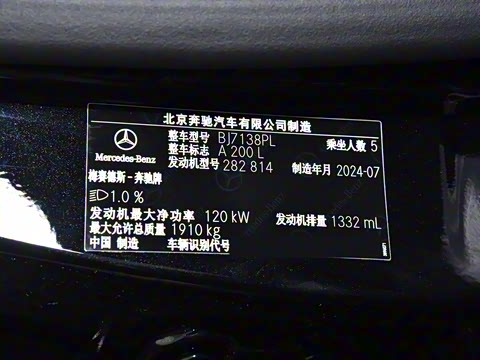 北京奔驰汽车有限公司制造
整车型号 BJ7138PL 乘坐人数 5
整车标志 A 200 L
发动机型号 282 814 制造年月 2024-07
Mercedes-Benz
梅赛德斯-奔驰牌
1.0 %
发动机最大净功率 120 kW 发动机排量 1332 mL
最大允许总质量 1910 kg
中国 制造 车辆识别代号